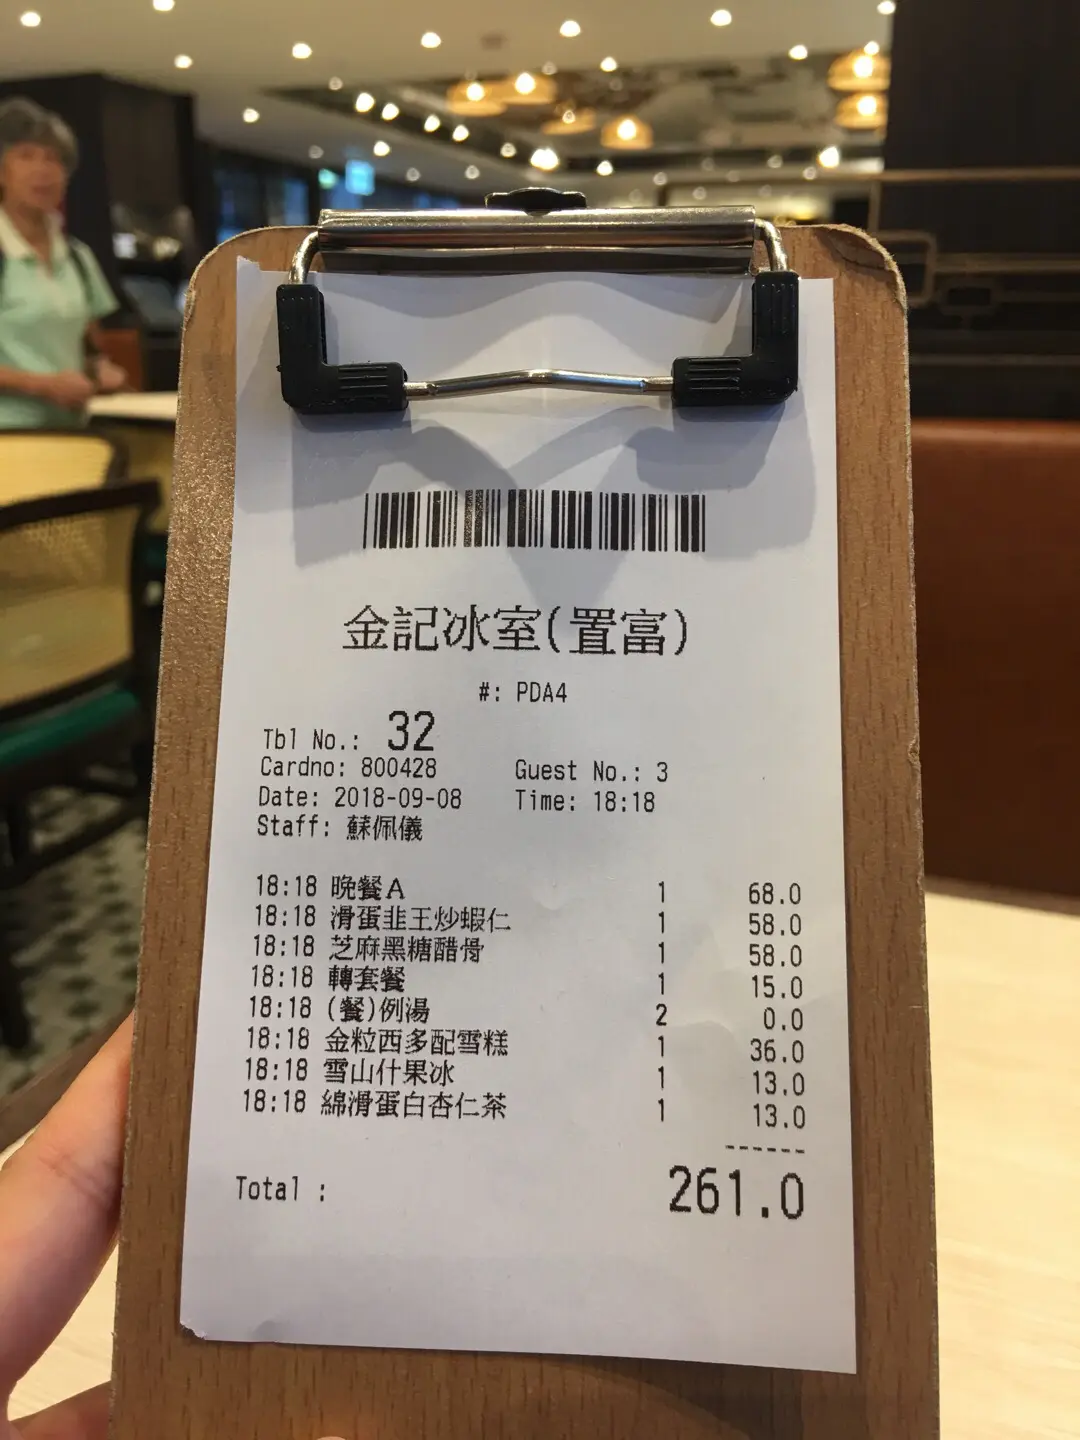 金記冰室(置富)
#: PDA4
Tbl No.: 32
Cardno: 800428 Guest No.: 3
Date: 2018-09-08 Time: 18:18
Staff: 蘇佩儀
18:18 晚餐A 1 68.0
18:18 滑蛋韭王炒蝦仁 1 58.0
18:18 芝麻黑糖醋骨 1 58.0
18:18 轉套餐 1 15.0
18:18 (餐)例湯 2 0.0
18:18 金粒西多配雪糕 1 36.0
18:18 雪山什果冰 1 13.0
18:18 綿滑蛋白杏仁茶 1 13.0
------
Total : 261.0